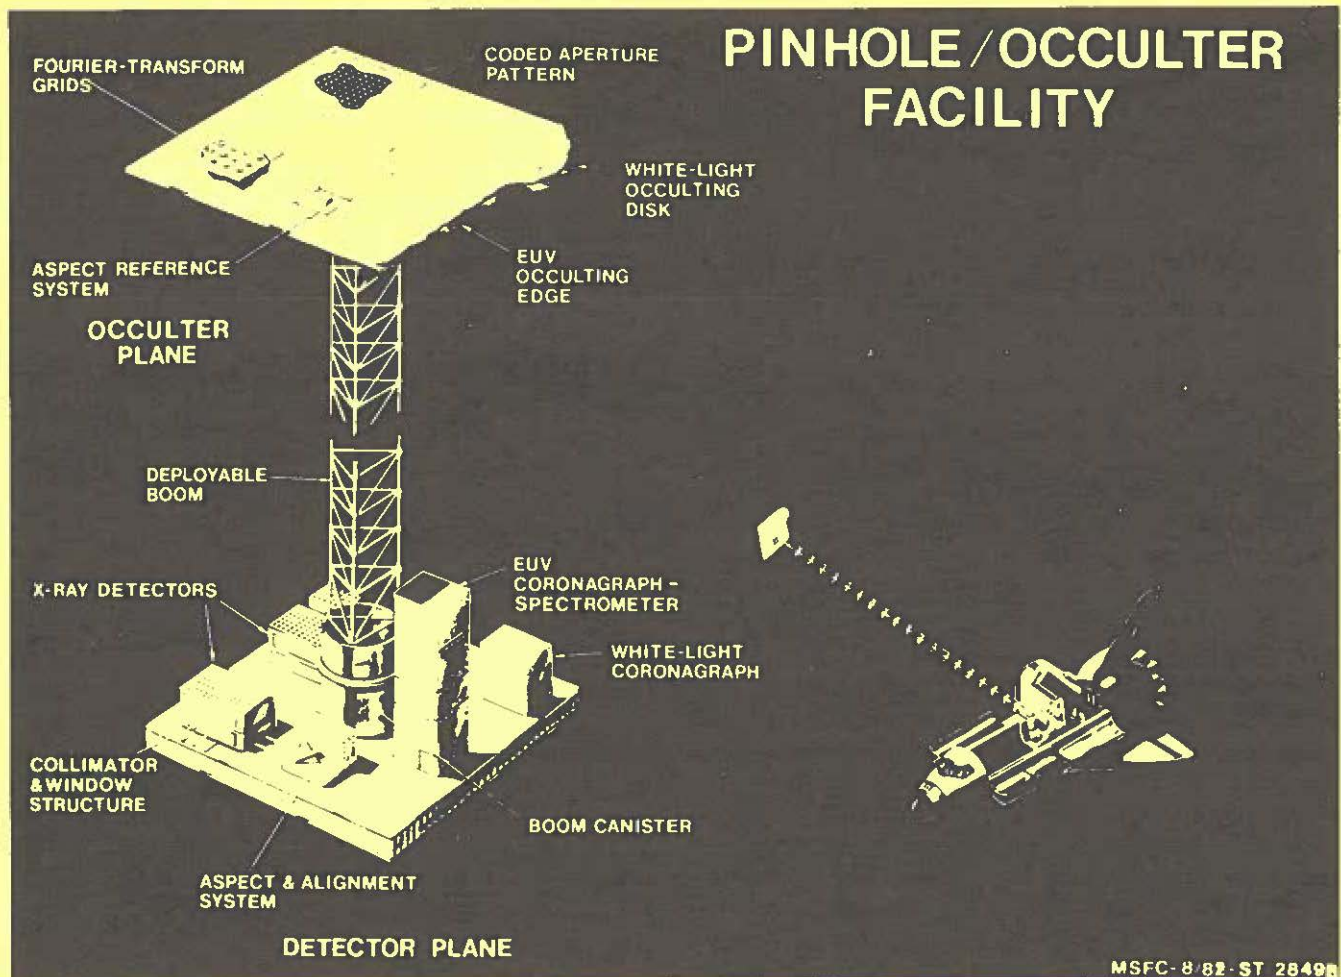 PINHOLE/OCCULTER
FACILITY
FOURIER-TRANSFORM
GRIDS
CODED APERTURE
PATTERN
WHITE-LIGHT
OCCULTING
DISK
EUV
OCCULTING
EDGE
ASPECT REFERENCE
SYSTEM
OCCULTER
PLANE
DEPLOYABLE
BOOM
X-RAY DETECTORS
EUV
CORONAGRAPH-
SPECTROMETER
WHITE-LIGHT
CORONAGRAPH
COLLIMATOR
& WINDOW
STRUCTURE
BOOM CANISTER
ASPECT & ALIGNMENT
SYSTEM
DETECTOR PLANE
MSFC-8/82-ST